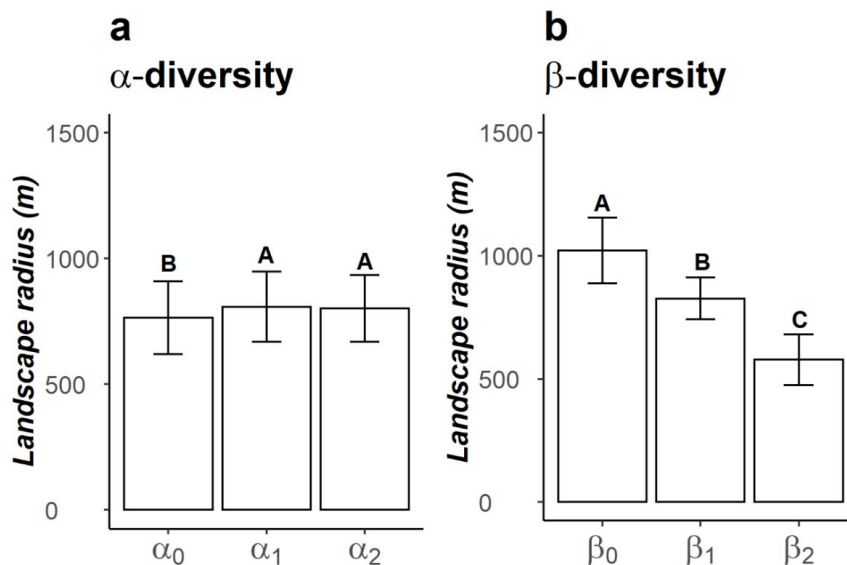 a
α-diversity
Landscape radius (m)
1500
1000
500
0
B
A
A
α₀
α₁
α₂
b
β-diversity
Landscape radius (m)
1500
1000
500
0
A
B
C
β₀
β₁
β₂